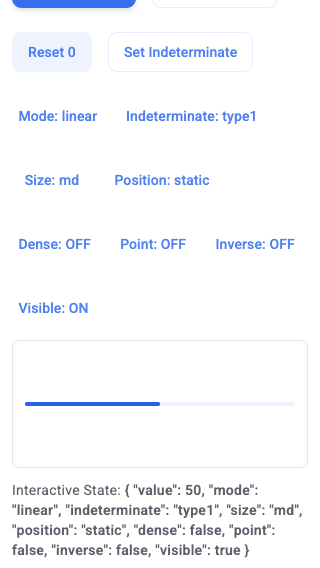 Reset 0 Set Indeterminate
Mode: linear Indeterminate: type1
Size: md Position: static
Dense: OFF Point: OFF Inverse: OFF
Visible: ON
Interactive State: { "value": 50, "mode":
"linear", "indeterminate": "type1", "size": "md",
"position": "static", "dense": false, "point":
false, "inverse": false, "visible": true }